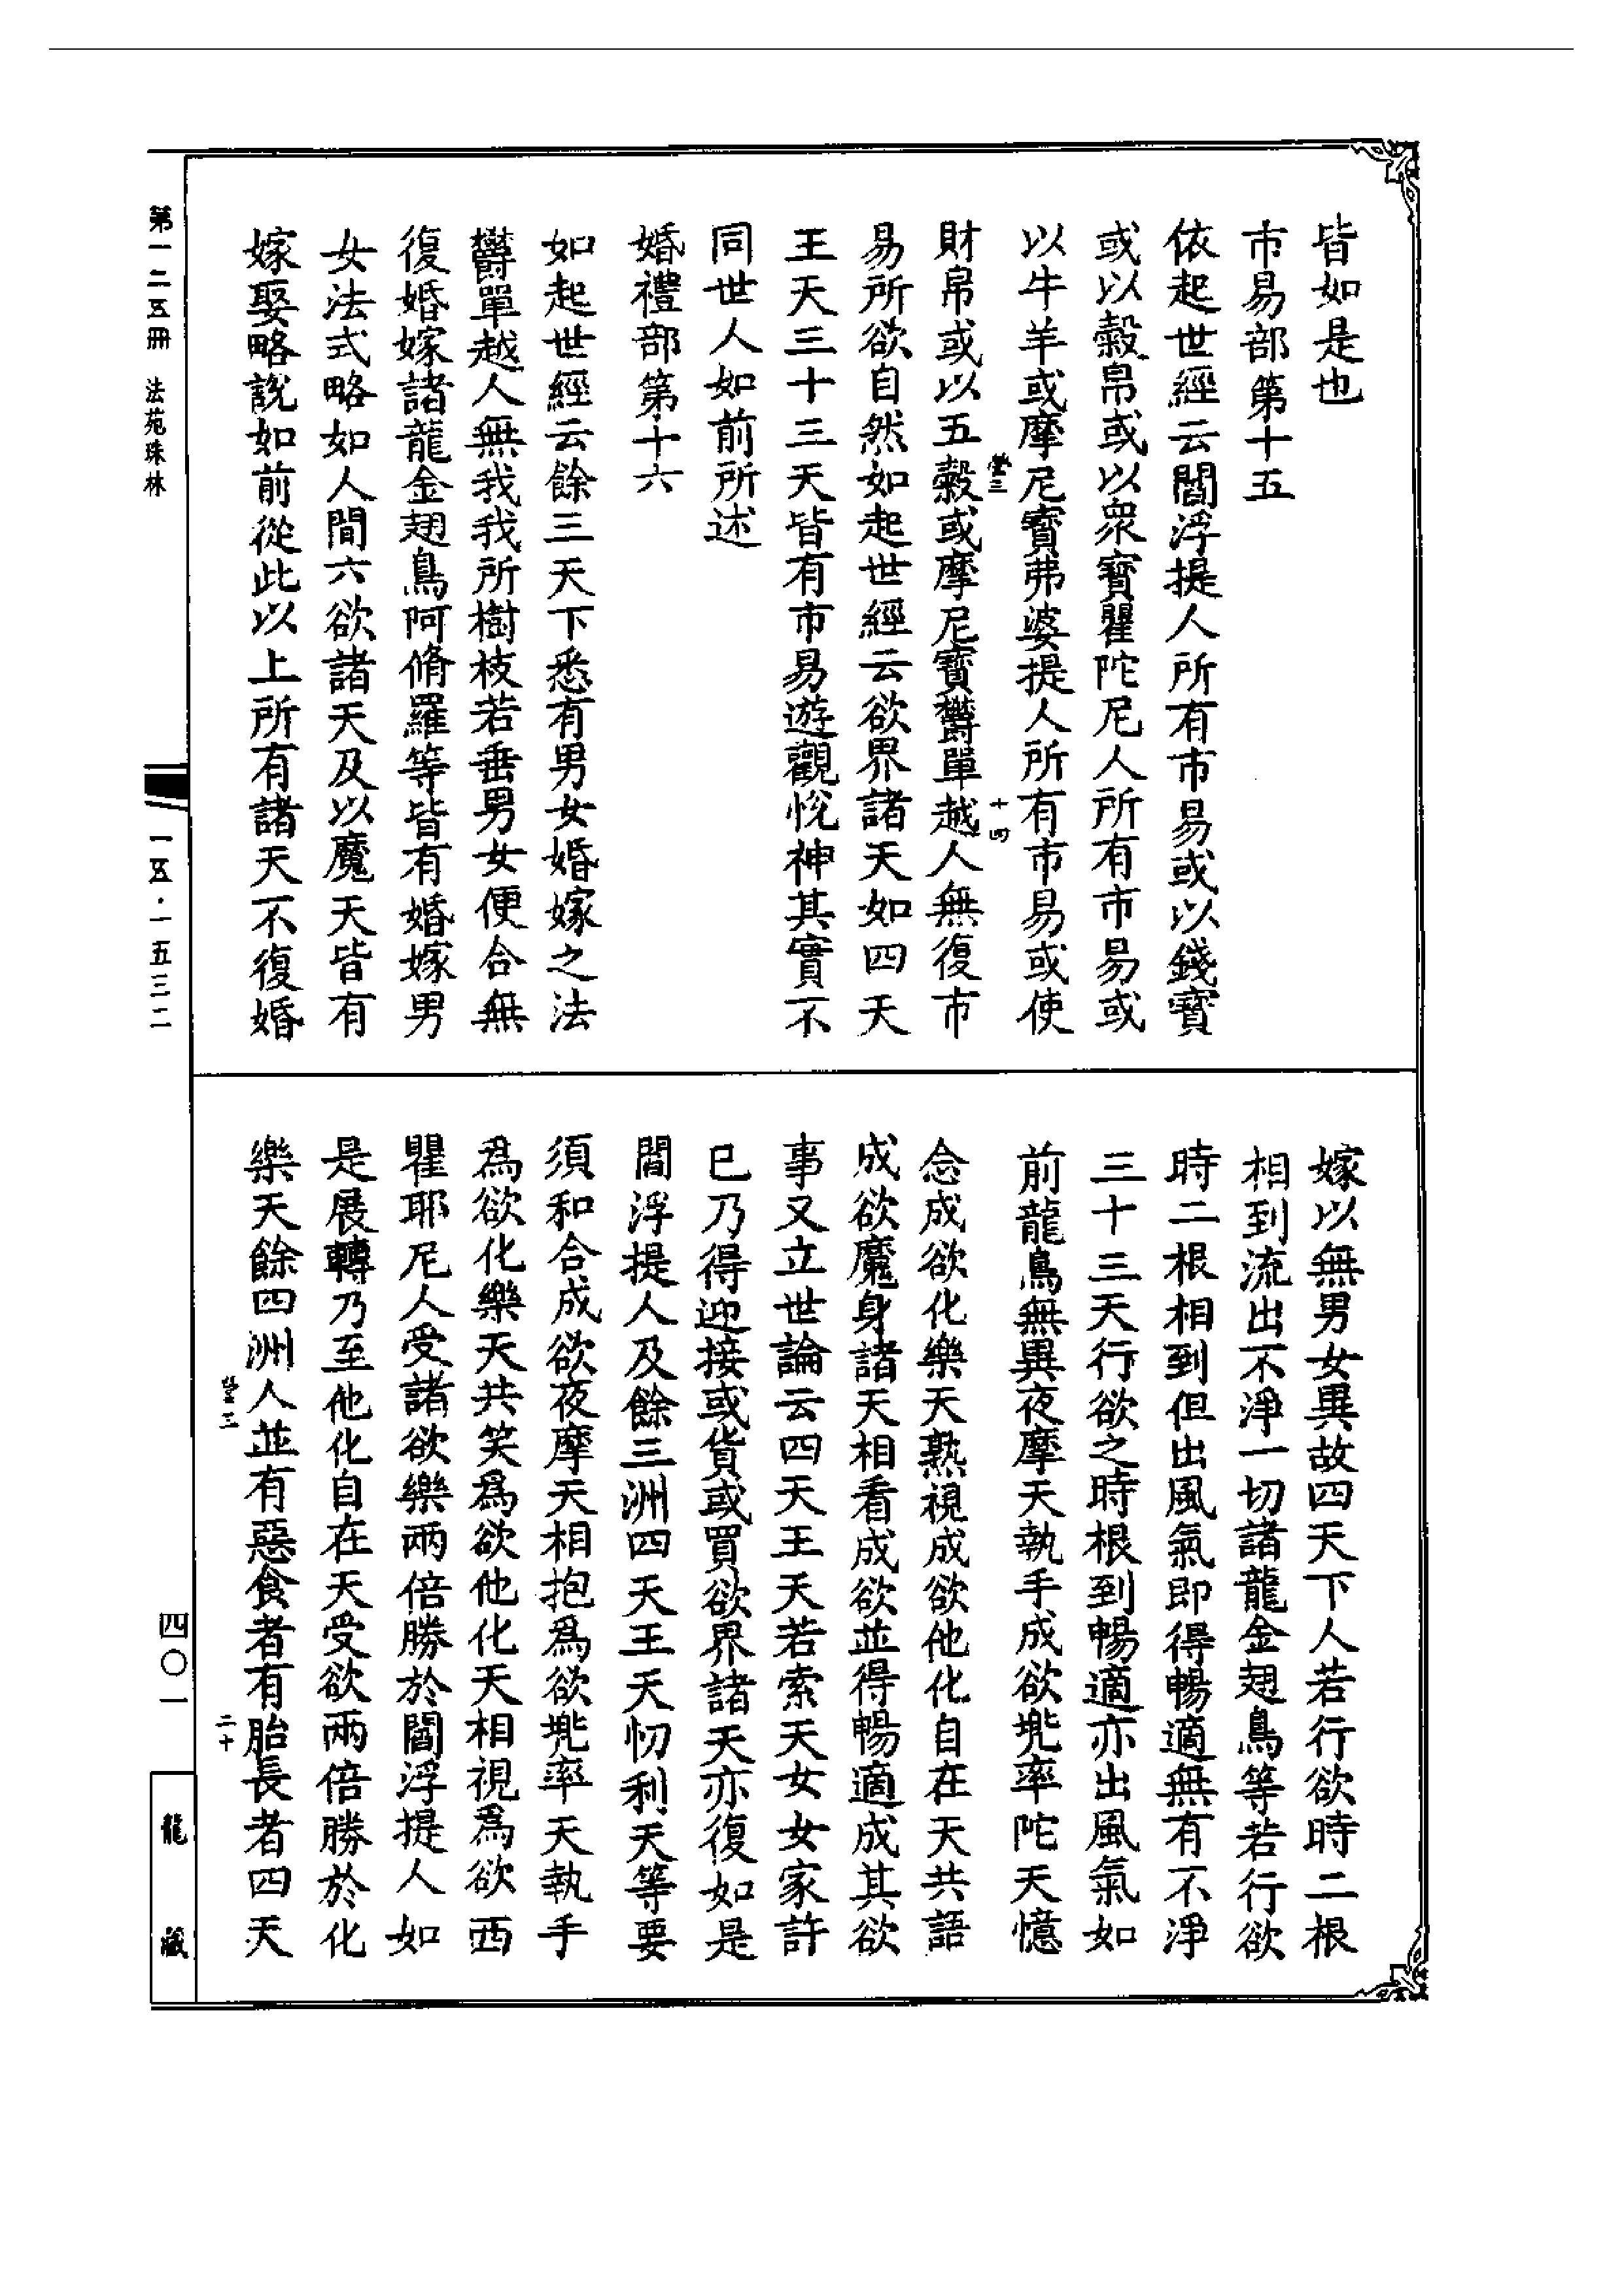 皆如是也
市易部第十五
依起世經云閻浮提人所有市易或以錢寶
或以縠帛或以衆寶瞿陀尼人所有市易或
以牛羊或摩尼寶弗婆提人所有市易或使
財帛或以五穀或摩尼寶欝單越人無復市
易所欲自然如起世經云欲界諸天如四天
王天三十三天皆有市易遊觀悅神其實不
同世人如前所述
婚禮部第十六
如起世經云餘三天下悉有男女婚嫁之法
欝單越人無我我所樹枝若垂男女便合無
復婚嫁諸龍金翅鳥阿脩羅等皆有婚嫁男
女法式略如人間六欲諸天及以魔天皆有
嫁娶略說如前從此以上所有諸天不復婚
嫁以無男女異故四天下人若行欲時二根
相到流出不淨一切諸龍金翅鳥等若行欲
時二根相到但出風氣即得暢適無有不淨
三十三天行欲之時根到暢適亦出風氣如
前龍鳥無異夜摩天執手成欲兠率陀天憶
念成欲化樂天熟視成欲他化自在天共語
成欲魔身諸天相看成欲並得暢適成其欲
事又立世論云四天王天若索天女女家許
已乃得迎接或貨或買欲界諸天亦復如是
閻浮提人及餘三洲四天王天忉利天等要
須和合成欲夜摩天相抱爲欲兠率天執手
爲欲化樂天共笑爲欲他化天相視爲欲西
瞿耶尼人受諸欲樂兩倍勝於閻浮提人如
是展轉乃至他化自在天受欲兩倍勝於化
樂天餘四洲人並有惡食者有胎長者四天
第一二五冊 法苑珠林
一五·一五三二
四〇一
龍藏
十四
二十